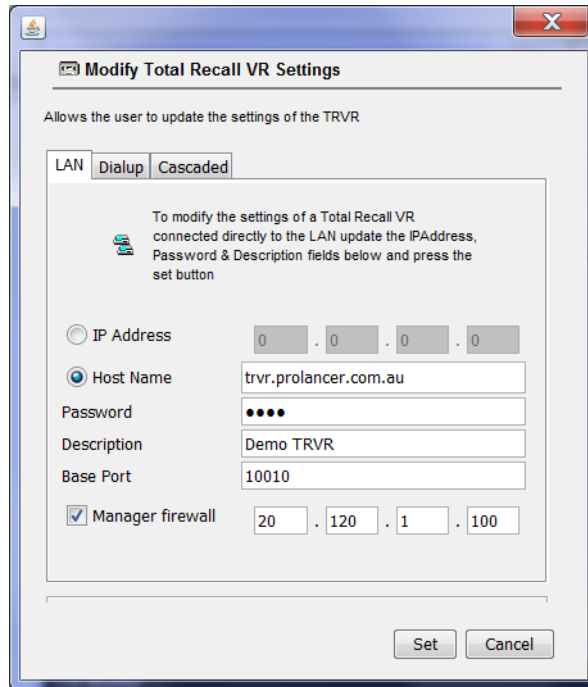 Modify Total Recall VR Settings
Allows the user to update the settings of the TRVR
LAN Dialup Cascaded
To modify the settings of a Total Recall VR
connected directly to the LAN update the IPAddress,
Password & Description fields below and press the
set button
IP Address 0 . 0 . 0 . 0
Host Name trvr.prolancer.com.au
Password ●●●●
Description Demo TRVR
Base Port 10010
Manager firewall 20 . 120 . 1 . 100
Set Cancel